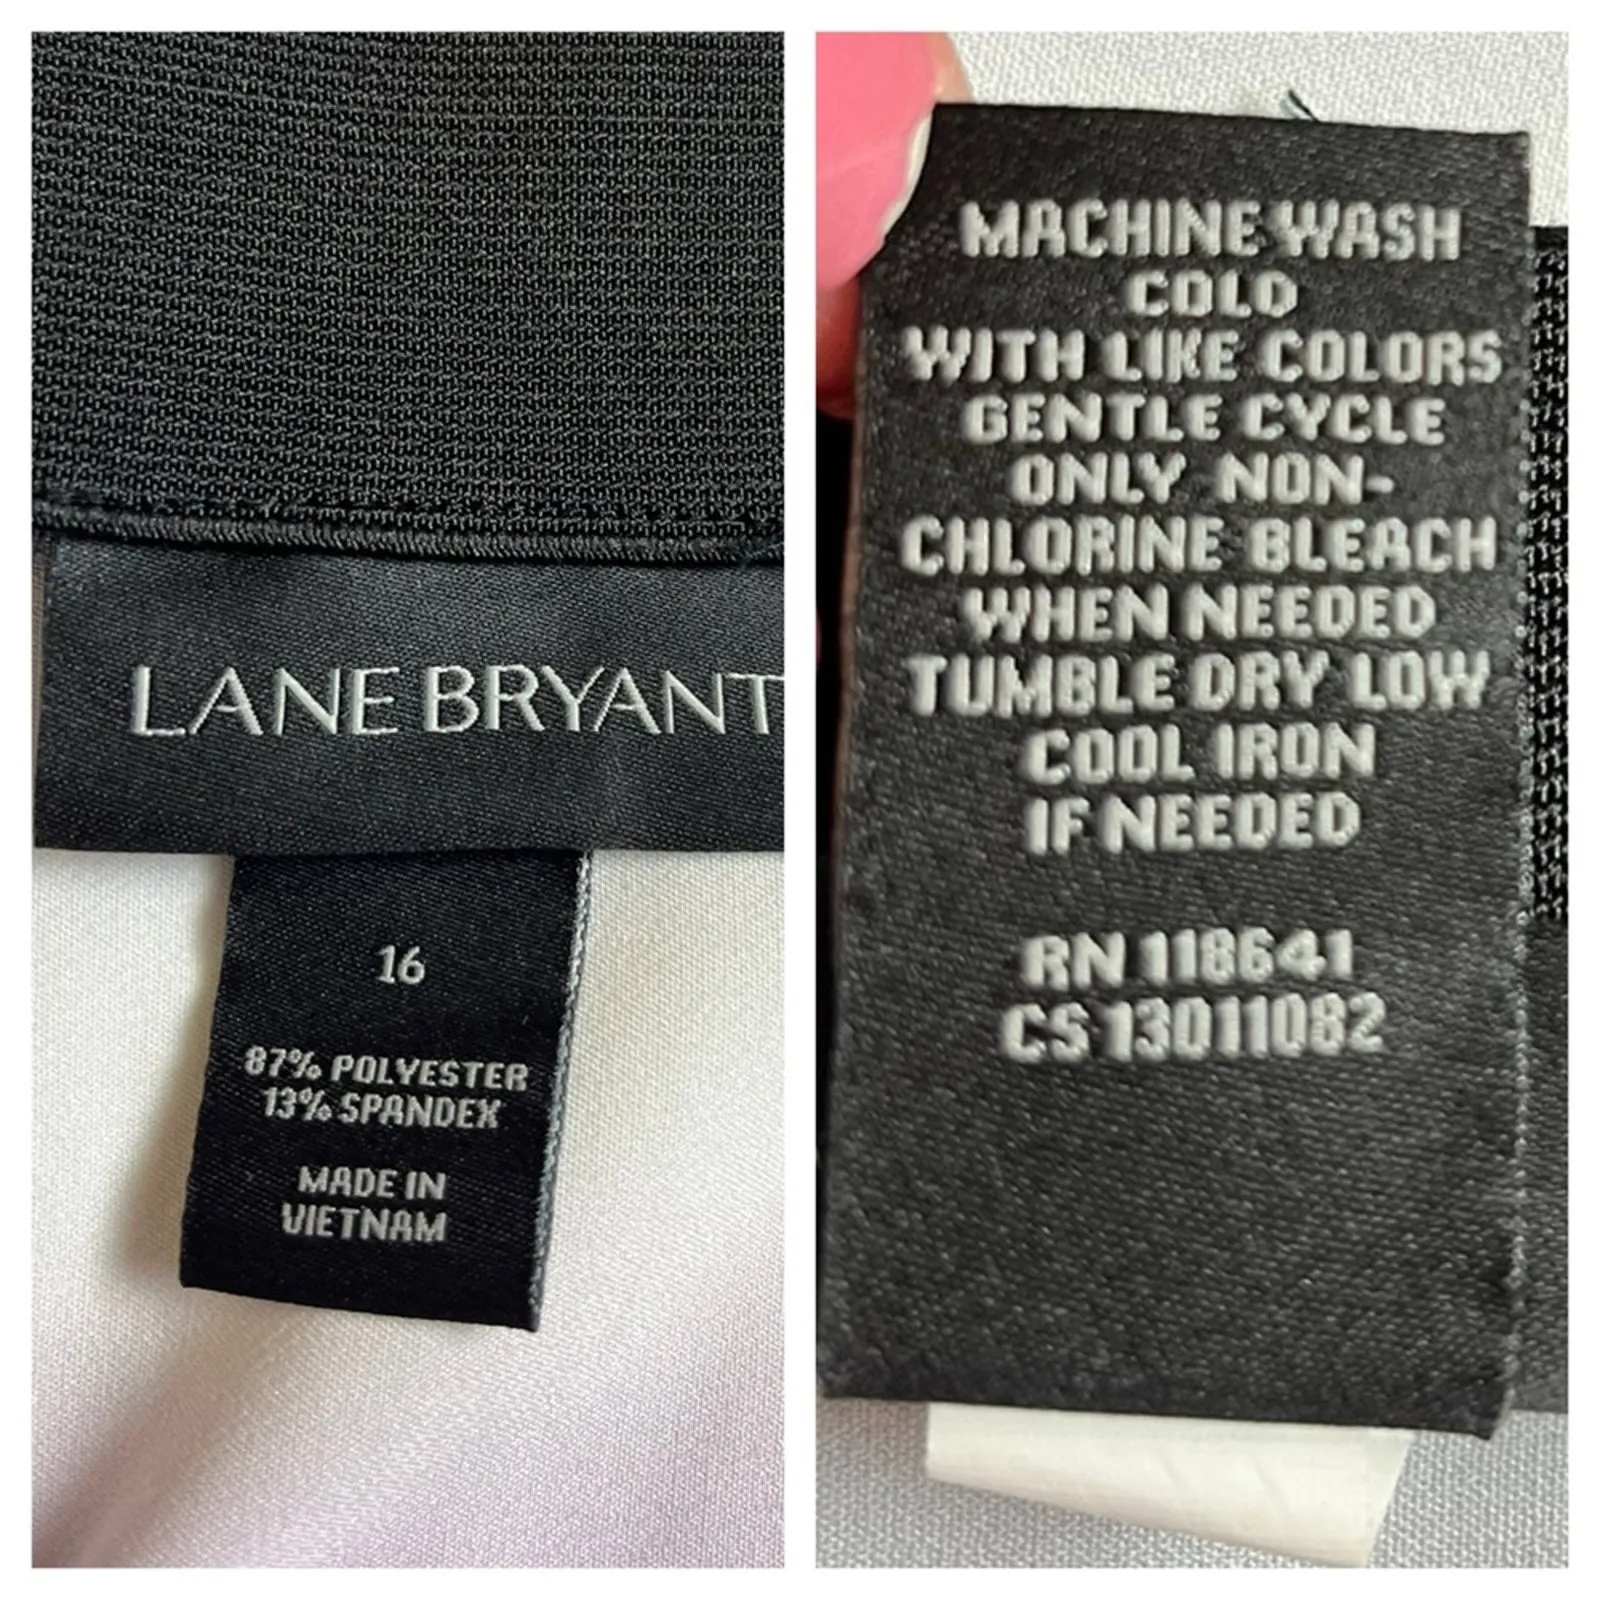 LANE BRYANT
16
87% POLYESTER
13% SPANDEX
MADE IN
VIETNAM
MACHINE WASH
COLD
WITH LIKE COLORS
GENTLE CYCLE
ONLY NON-
CHLORINE BLEACH
WHEN NEEDED
TUMBLE DRY LOW
COOL IRON
IF NEEDED
RN 118641
CS 13011082